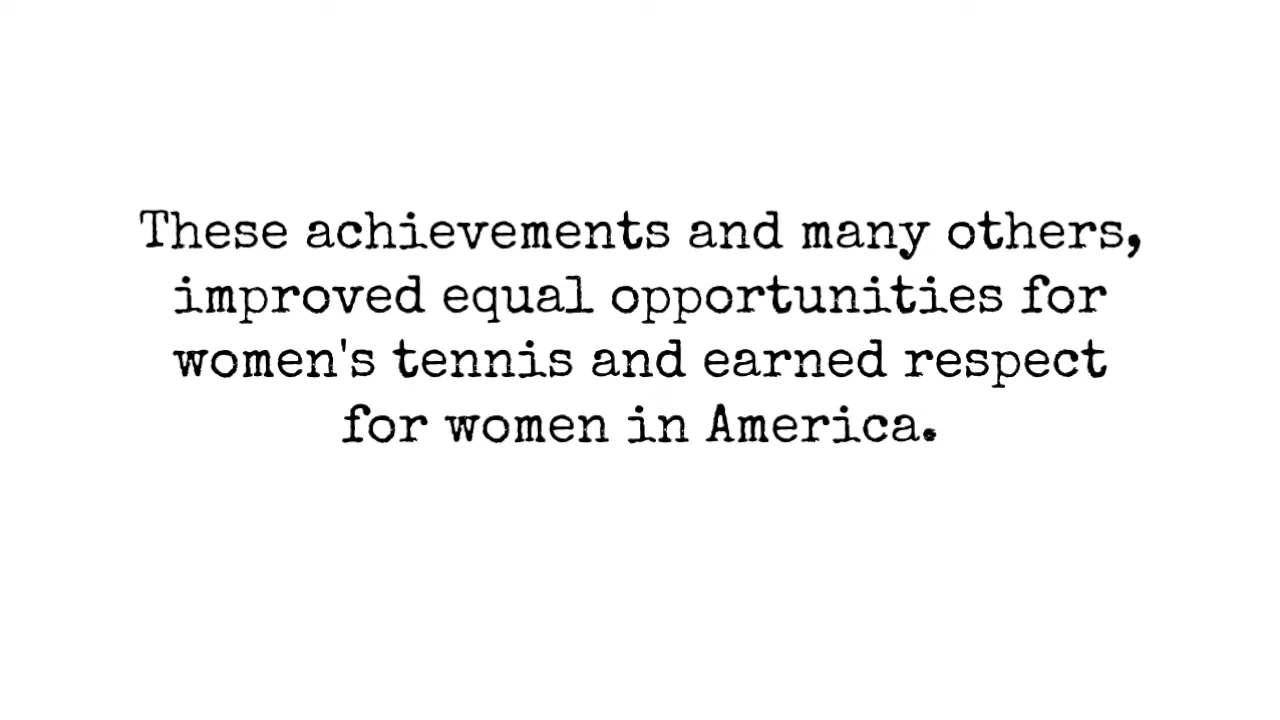 These achievements and many others,
improved equal opportunities for
women's tennis and earned respect
for women in America.